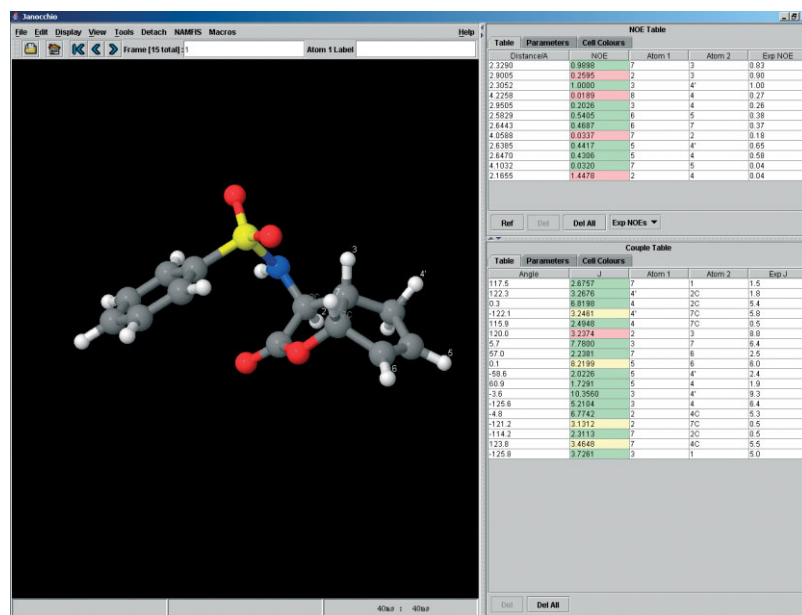 Janocchio
File Edit Display View Tools Detach NAMFIS Macros Help
Frame [15 total] : 1 Atom 1 Label
3
4'
2C
5
6
40ms : 40ms
NOE Table
Table Parameters Cell Colours
Distance/A NOE Atom 1 Atom 2 Exp NOE
2.3290 0.9898 7 3 0.83
2.9005 0.2595 2 3 0.90
2.3052 1.0000 3 4' 1.00
4.2258 0.0189 8 4 0.27
2.9505 0.2026 3 4 0.26
2.5829 0.5405 6 5 0.38
2.6443 0.4687 6 7 0.37
4.0588 0.0337 7 2 0.18
2.6385 0.4417 5 4' 0.65
2.6470 0.4306 5 4 0.58
4.1032 0.0320 7 5 0.04
2.1655 1.4478 2 4 0.04
Ref Del Del All Exp NOEs
Couple Table
Table Parameters Cell Colours
Angle J Atom 1 Atom 2 Exp J
117.5 2.6757 7 1 1.5
122.3 3.2676 4' 2C 1.8
0.3 6.8198 4 2C 5.4
-122.1 3.2461 4' 7C 5.8
115.9 2.4948 4 7C 0.5
120.0 3.2374 2 3 8.8
5.7 7.7880 3 7 6.4
57.0 2.2381 7 6 2.5
0.1 8.2199 5 6 6.0
-58.6 2.0226 5 4' 2.4
60.9 1.7291 5 4 1.9
-3.6 10.3560 3 4' 9.3
-125.6 5.2104 3 4 6.4
-4.8 6.7742 2 4C 5.3
-121.2 3.1312 2 7C 0.5
-114.2 2.3113 7 2C 0.5
123.8 3.4648 7 4C 5.5
-125.8 3.7261 3 1 5.0
Del Del All